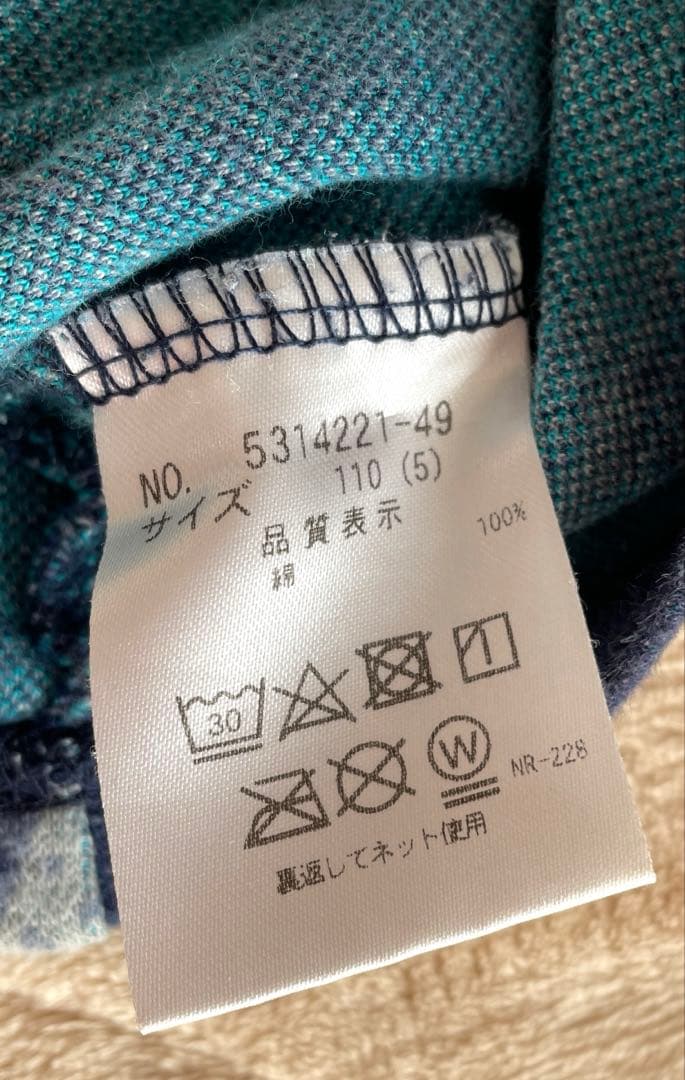 NO. 5314221-49
サイズ 110 (5)
品質表示
綿 100%
30
W
NR-228
裏返してネット使用